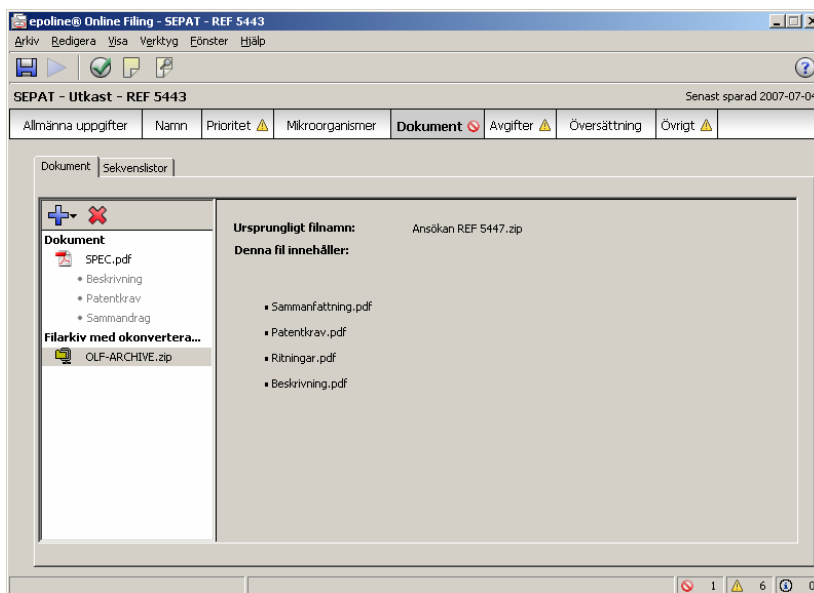 epoline® Online Filing - SEPAT - REF 5443
Arkiv Redigera Visa Verktyg Fönster Hjälp
SEPAT - Utkast - REF 5443 Senast sparad 2007-07-04
Allmänna uppgifter Namn Prioritet Mikroorganismer Dokument Avgifter Översättning Övrigt
Dokument Sekvenslistor
Dokument
SPEC.pdf
Beskrivning
Patentkrav
Sammandrag
Filarkiv med okonvertera...
OLF-ARCHIVE.zip
Ursprungligt filnamn: Ansökan REF 5447.zip
Denna fil innehåller:
Sammanfattning.pdf
Patentkrav.pdf
Ritningar.pdf
Beskrivning.pdf
1 6 0